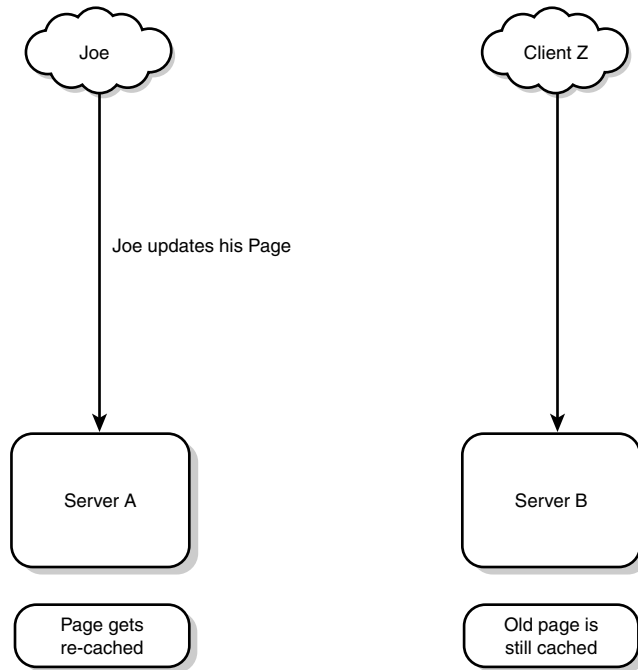 Joe
Client Z
Joe updates his Page
Server A
Server B
Page gets
re-cached
Old page is
still cached